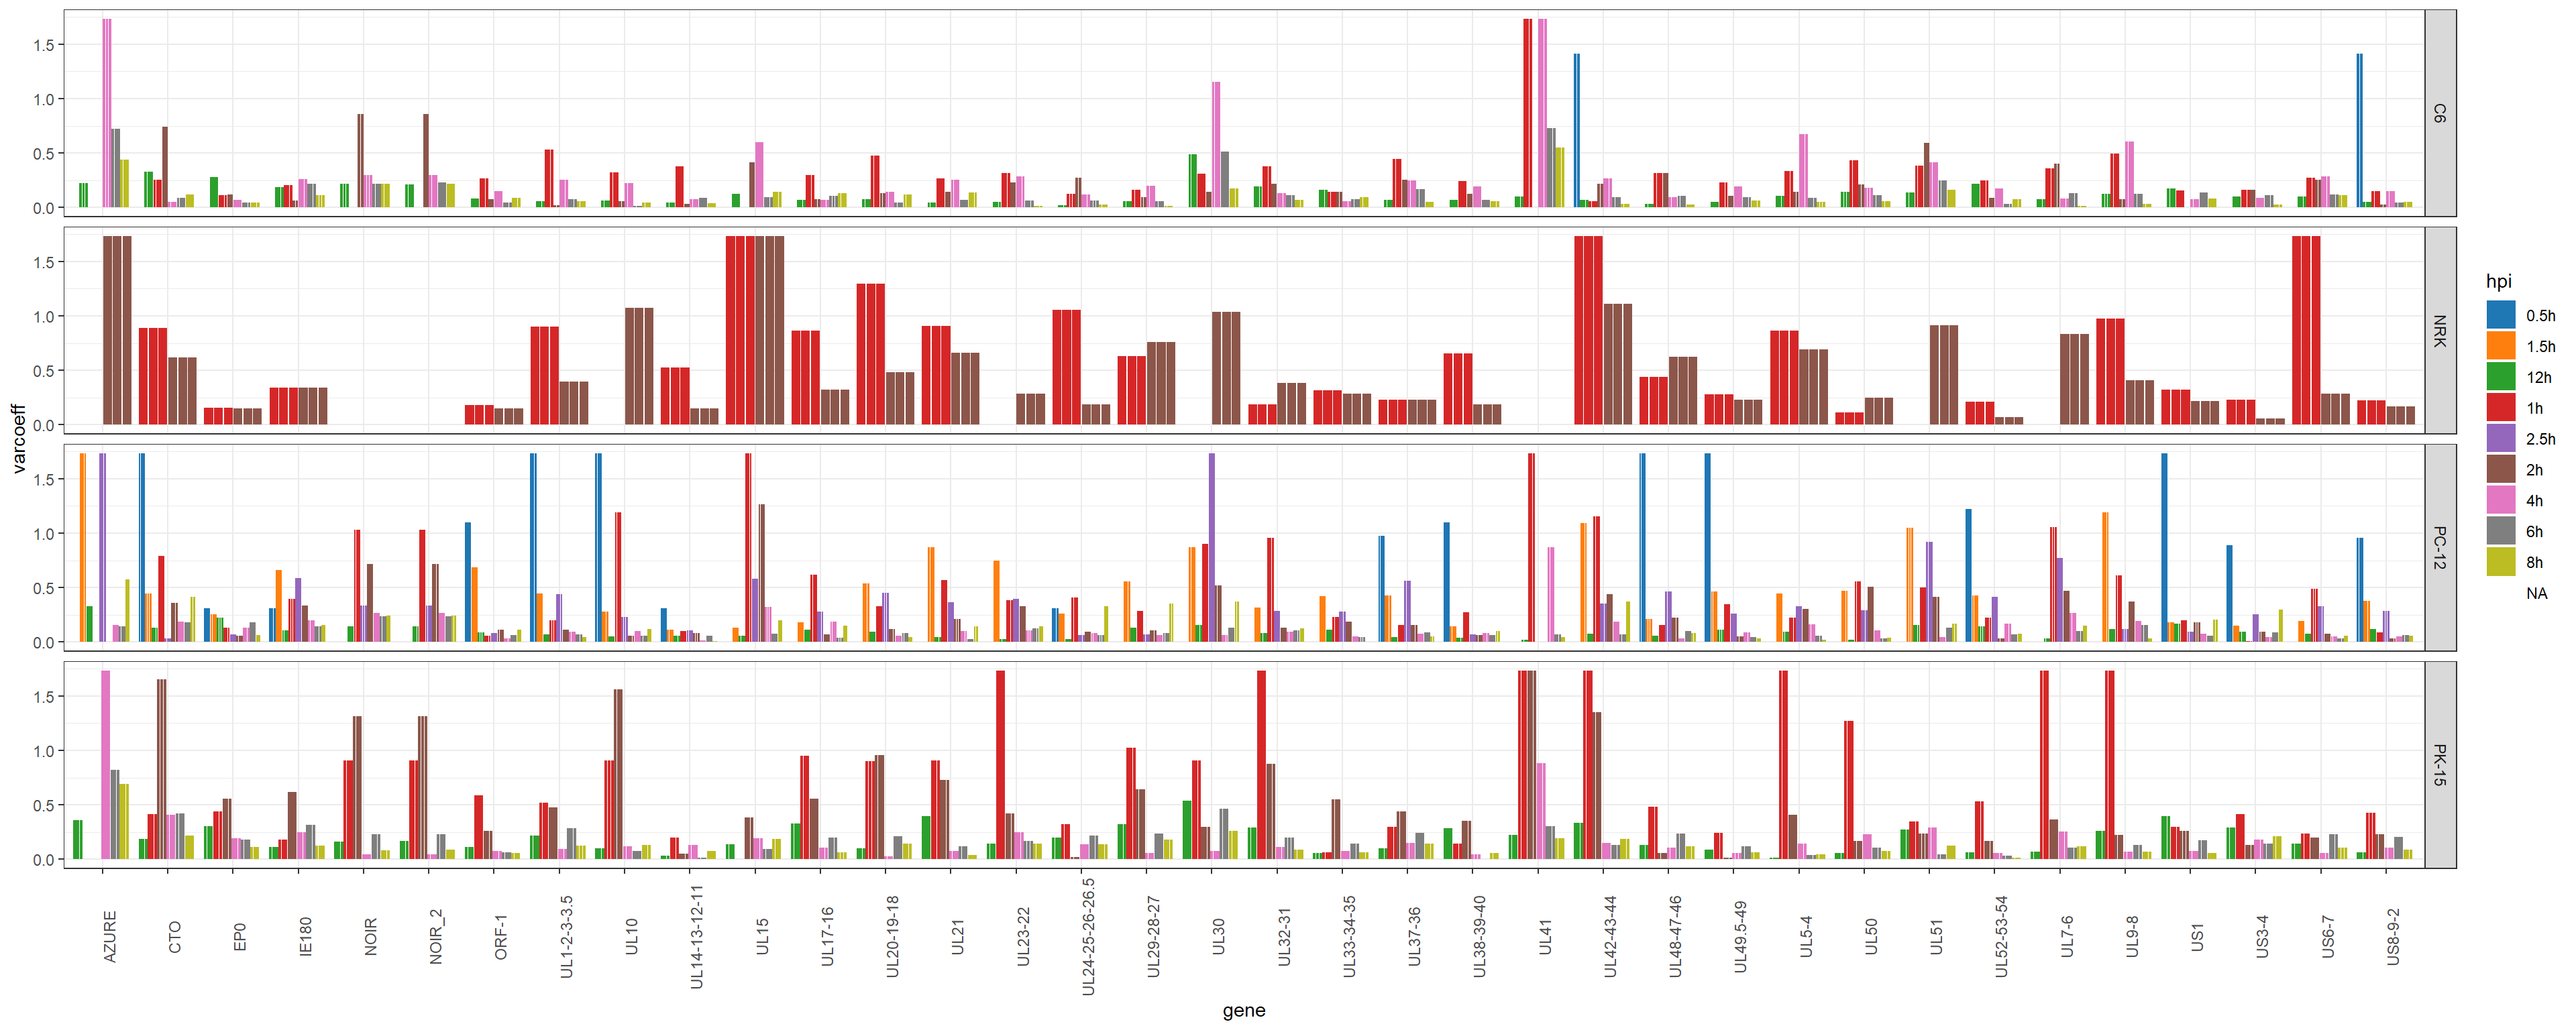 1.5
1.0
0.5
0.0
C6
1.5
1.0
0.5
0.0
NRK
1.5
1.0
0.5
0.0
PC-12
1.5
1.0
0.5
0.0
PK-15
varcoeff
AZURE
CTO
EP0
IE180
NOIR
NOIR_2
ORF-1
UL1-2-3-3.5
UL10
UL14-13-12-11
UL15
UL17-16
UL20-19-18
UL21
UL23-22
UL24-25-26-26.5
UL29-28-27
UL30
UL32-31
UL33-34-35
UL37-36
UL38-39-40
UL41
UL42-43-44
UL48-47-46
UL49.5-49
UL5-4
UL50
UL51
UL52-53-54
UL7-6
UL9-8
US1
US3-4
US6-7
US8-9-2
gene
hpi
0.5h
1.5h
12h
1h
2.5h
2h
4h
6h
8h
NA